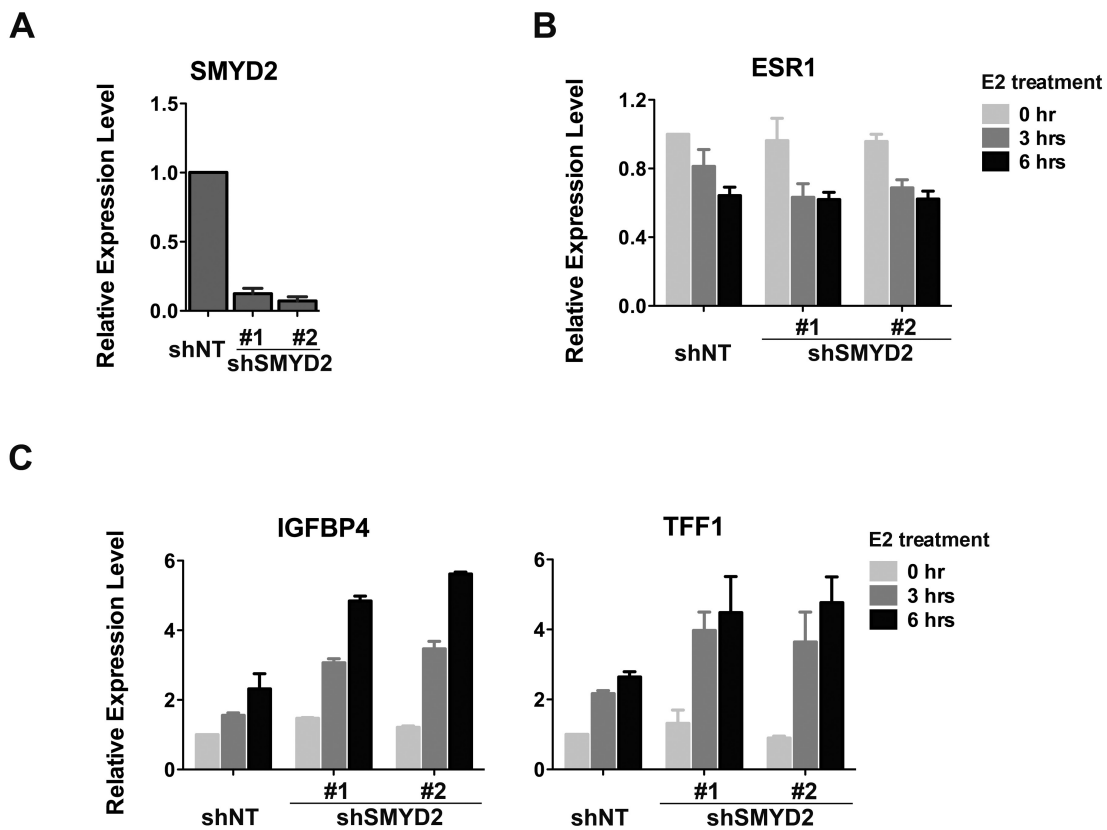 A
SMYD2
Relative Expression Level
1.5
1.0
0.5
0.0
shNT
#1 #2
shSMYD2
B
ESR1
Relative Expression Level
1.2
0.8
0.4
0.0
shNT
#1 #2
shSMYD2
E2 treatment
0 hr
3 hrs
6 hrs
C
IGFBP4
Relative Expression Level
6
4
2
0
shNT
#1 #2
shSMYD2
TFF1
6
4
2
0
shNT
#1 #2
shSMYD2
E2 treatment
0 hr
3 hrs
6 hrs